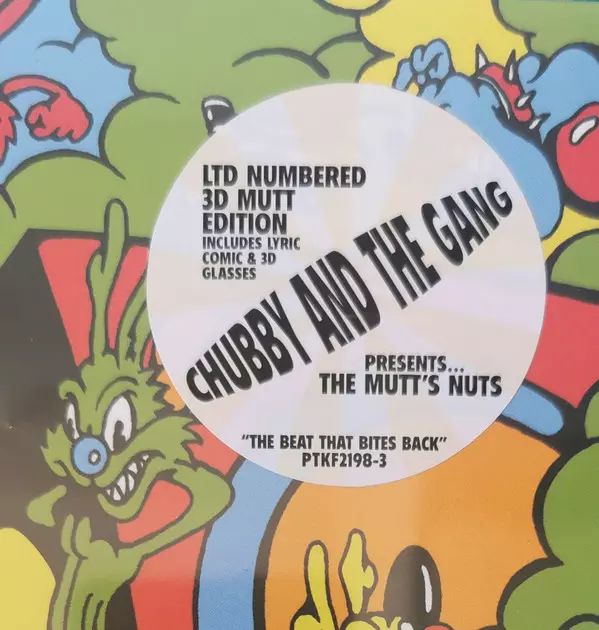 LTD NUMBERED
3D MUTT
EDITION
INCLUDES LYRIC
COMIC & 3D
GLASSES
CHUBBY AND THE GANG
PRESENTS...
THE MUTT'S NUTS
"THE BEAT THAT BITES BACK"
PTKF2198-3